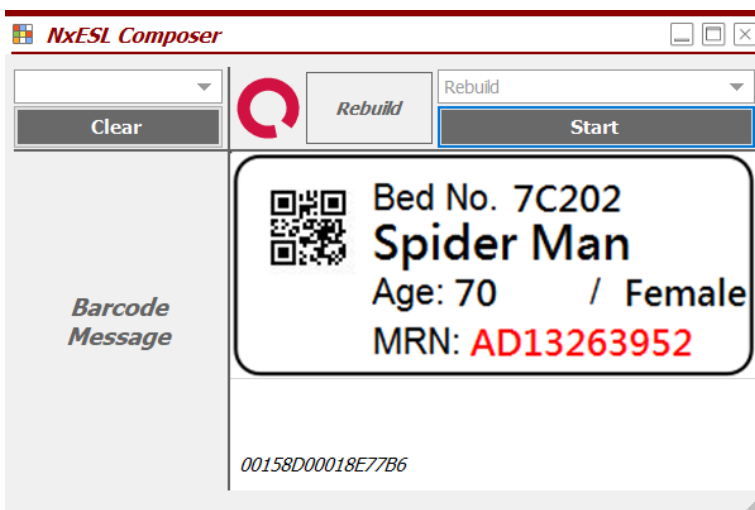 NxESL Composer
Clear
Rebuild
Rebuild
Start
Bed No. 7C202
Spider Man
Age: 70 / Female
MRN: AD13263952
Barcode
Message
00158D00018E77B6